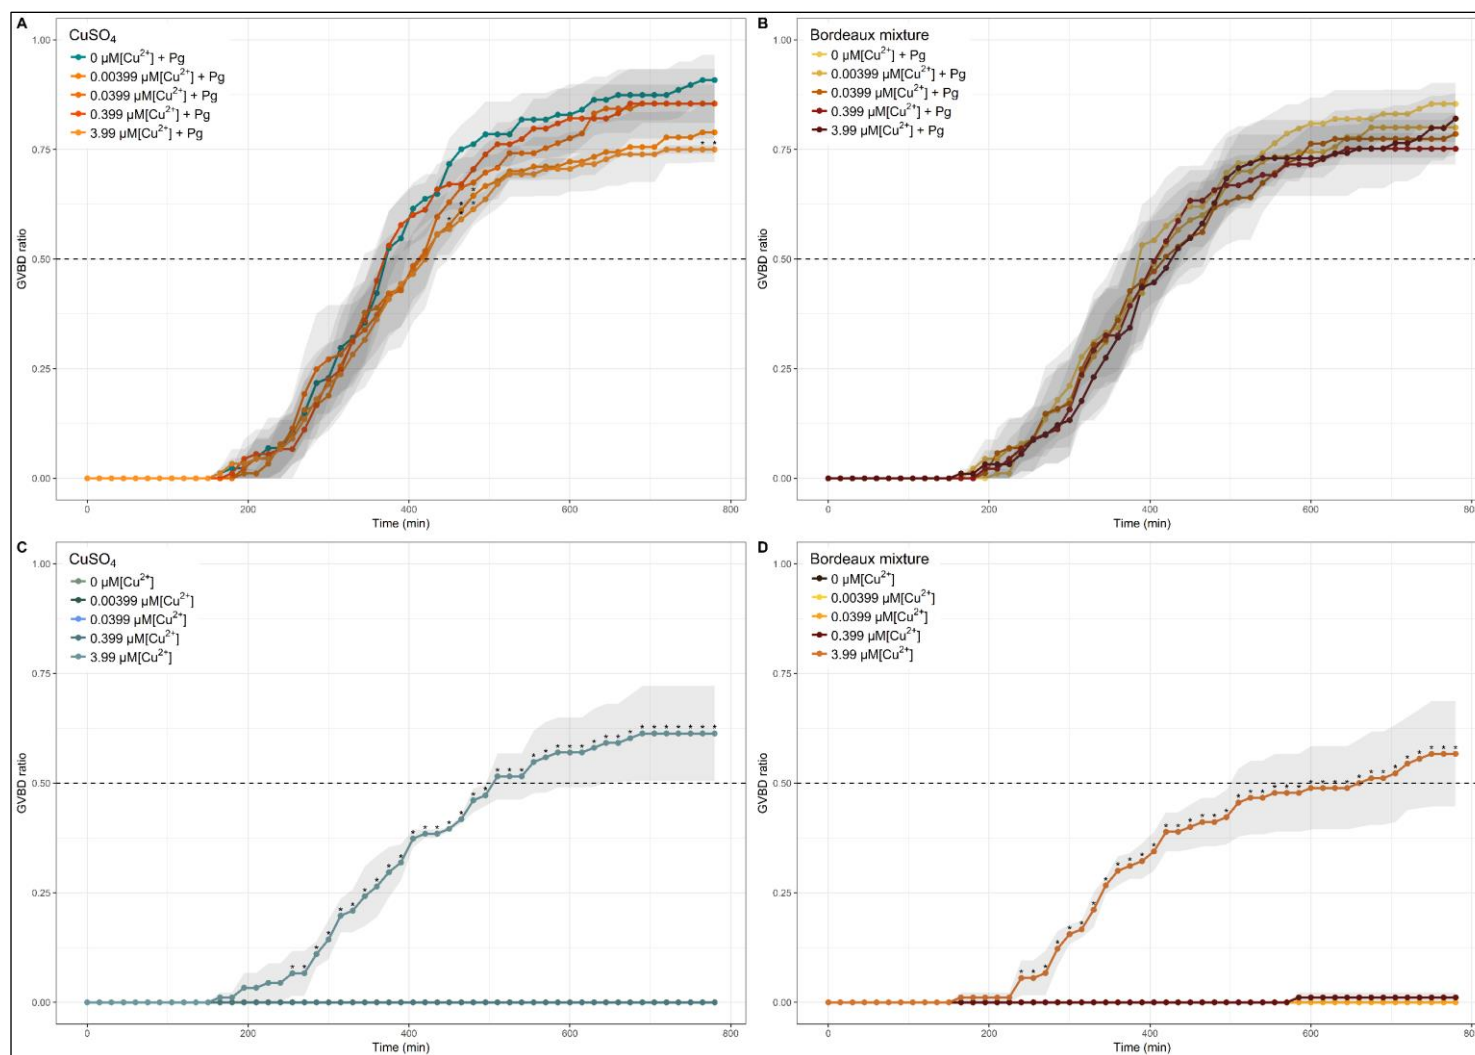 A
CuSO4
0 µM[Cu2+] + Pg
0.00399 µM[Cu2+] + Pg
0.0399 µM[Cu2+] + Pg
0.399 µM[Cu2+] + Pg
3.99 µM[Cu2+] + Pg
1.00
0.75
0.50
0.25
0.00
GVBD ratio
0 200 400 600 800
Time (min)
B
Bordeaux mixture
0 µM[Cu2+] + Pg
0.00399 µM[Cu2+] + Pg
0.0399 µM[Cu2+] + Pg
0.399 µM[Cu2+] + Pg
3.99 µM[Cu2+] + Pg
1.00
0.75
0.50
0.25
0.00
GVBD ratio
0 200 400 600 800
Time (min)
C
CuSO4
0 µM[Cu2+]
0.00399 µM[Cu2+]
0.0399 µM[Cu2+]
0.399 µM[Cu2+]
3.99 µM[Cu2+]
1.00
0.75
0.50
0.25
0.00
GVBD ratio
0 200 400 600 800
Time (min)
D
Bordeaux mixture
0 µM[Cu2+]
0.00399 µM[Cu2+]
0.0399 µM[Cu2+]
0.399 µM[Cu2+]
3.99 µM[Cu2+]
1.00
0.75
0.50
0.25
0.00
GVBD ratio
0 200 400 600 800
Time (min)